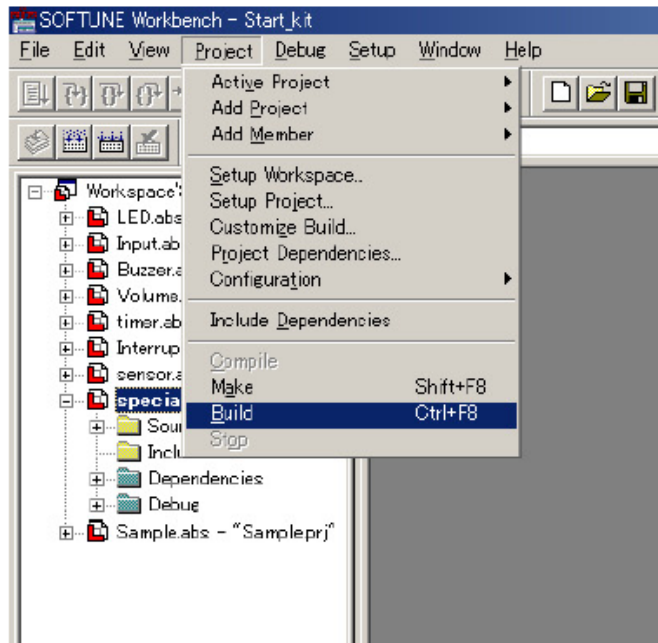 SOFTUNE Workbench - Start_kit
File Edit View Project Debug Setup Window Help
Active Project
Add Project
Add Member
Setup Workspace..
Setup Project...
Customize Build...
Project Dependencies...
Configuration
Include Dependencies
Compile
Make Shift+F8
Build Ctrl+F8
Stop
Workspace'
LED.abs
Input.ab
Buzzer.a
Volume.
timer.ab
Interrup
sensor.a
specia
Sour
Inclu
Dependencies
Debug
Sample.abs - "Sample.prj"